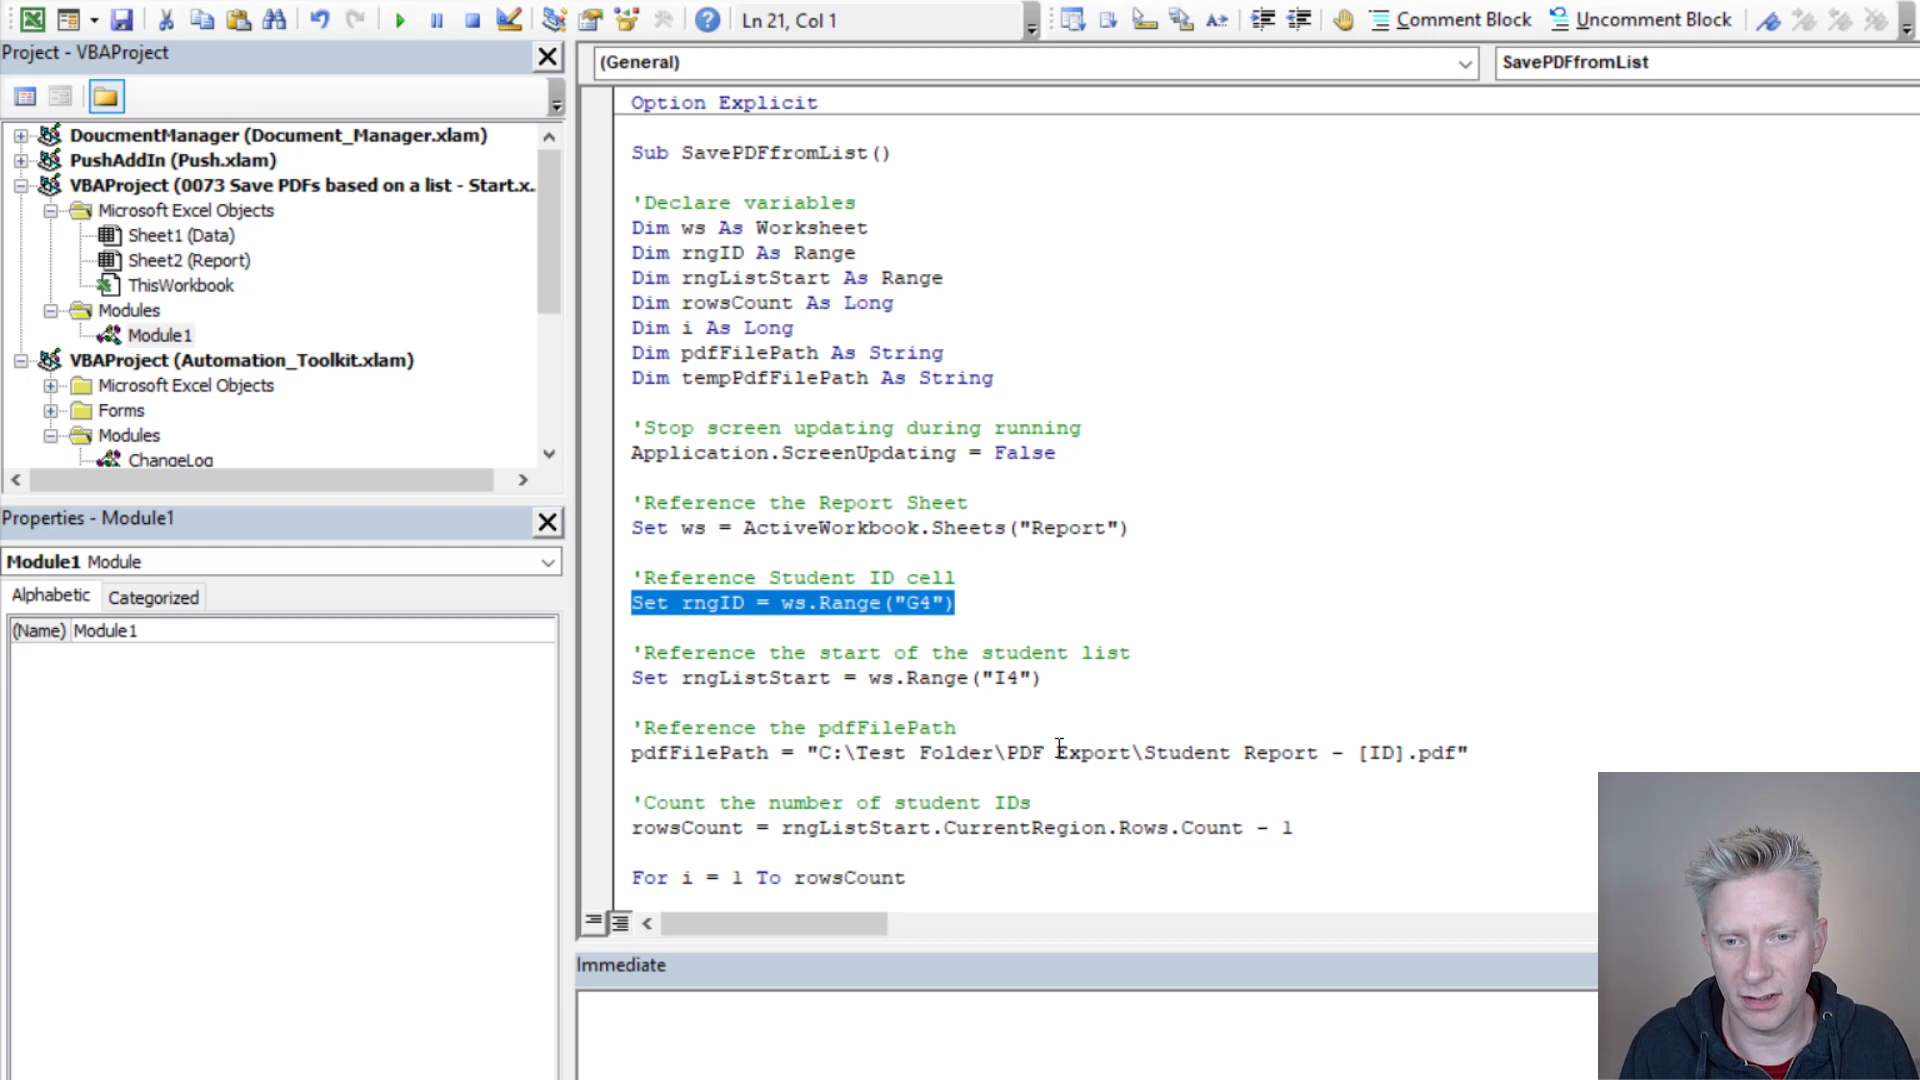 Ln 21, Col 1
Comment Block
Uncomment Block
Project - VBAProject
DoucmentManager (Document_Manager.xlam)
PushAddIn (Push.xlam)
VBAProject (0073 Save PDFs based on a list - Start.x..
Microsoft Excel Objects
Sheet1 (Data)
Sheet2 (Report)
ThisWorkbook
Modules
Module1
VBAProject (Automation_Toolkit.xlam)
Microsoft Excel Objects
Forms
Modules
ChangeLog
Properties - Module1
Module1 Module
Alphabetic
Categorized
(Name) Module1
(General)
SavePDFfromList
Option Explicit
Sub SavePDFfromList()
'Declare variables
Dim ws As Worksheet
Dim rngID As Range
Dim rngListStart As Range
Dim rowsCount As Long
Dim i As Long
Dim pdfFilePath As String
Dim tempPdfFilePath As String
'Stop screen updating during running
Application.ScreenUpdating = False
'Reference the Report Sheet
Set ws = ActiveWorkbook.Sheets("Report")
'Reference Student ID cell
Set rngID = ws.Range("G4")
'Reference the start of the student list
Set rngListStart = ws.Range("I4")
'Reference the pdfFilePath
pdfFilePath = "C:\Test Folder\PDF Export\Student Report - [ID].pdf"
'Count the number of student IDs
rowsCount = rngListStart.CurrentRegion.Rows.Count - 1
For i = 1 To rowsCount
Immediate